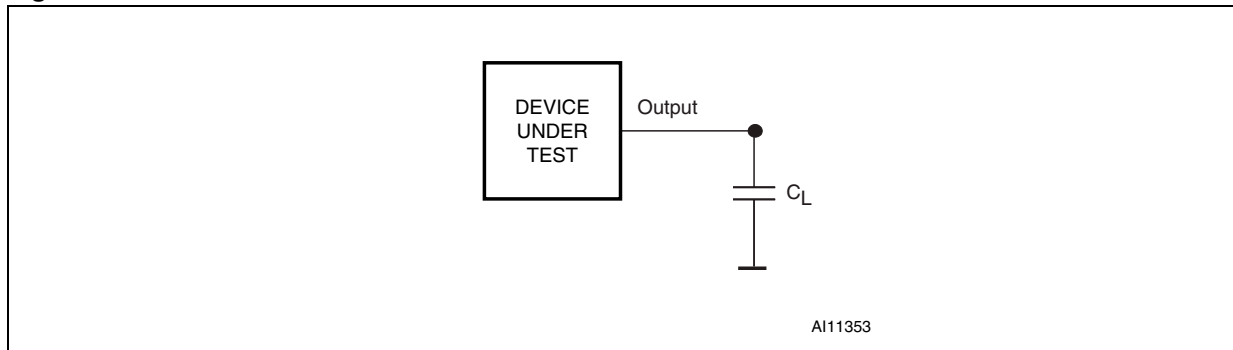 DEVICE
UNDER
TEST
Output
CL
AI11353